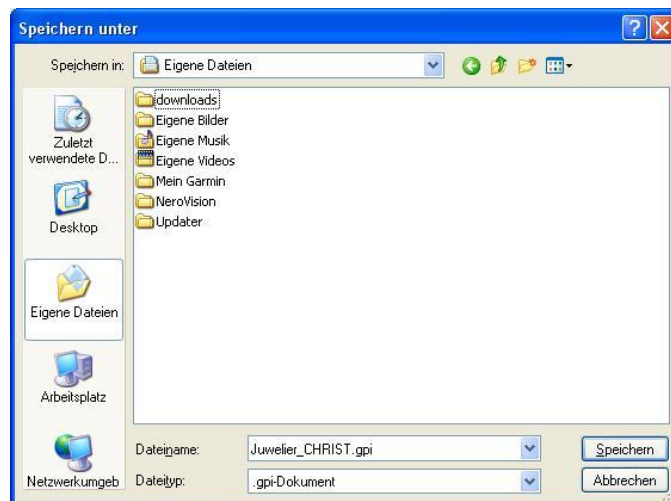 Speichern unter
Speichern in:
Eigene Dateien
Zuletzt
verwendete D...
Desktop
Eigene Dateien
Arbeitsplatz
Netzwerkumgeb
downloads
Eigene Bilder
Eigene Musik
Eigene Videos
Mein Garmin
NeroVision
Updater
Dateiname:
Juwelier_CHRIST.gpi
Speichern
Dateityp:
.gpi-Dokument
Abbrechen